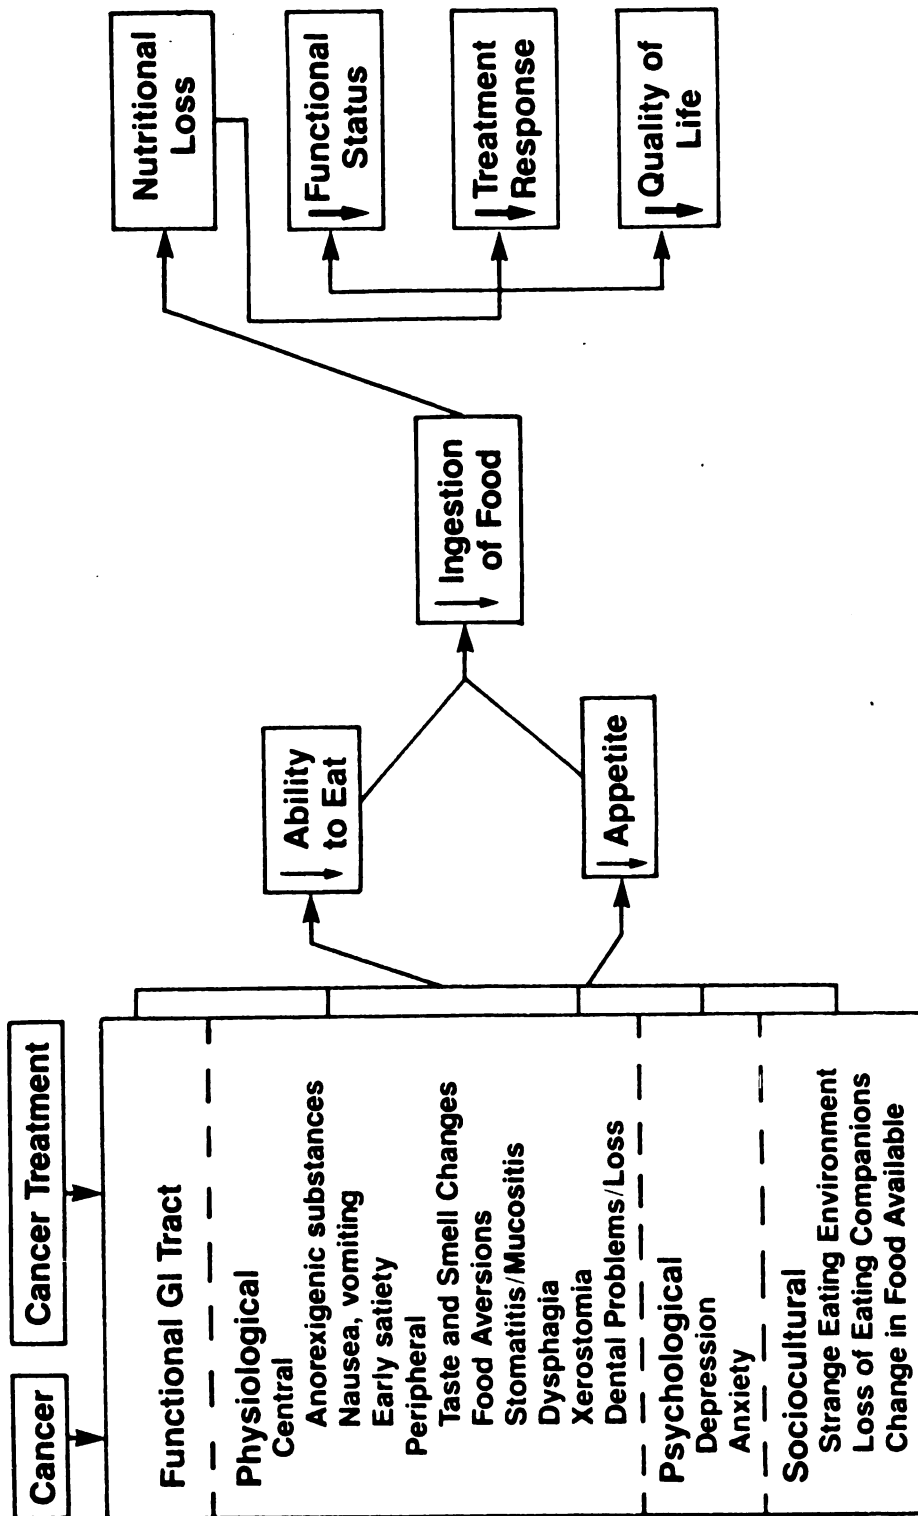 Cancer
Cancer Treatment
Functional GI Tract
Physiological
Central
Anorexigenic substances
Nausea, vomiting
Early satiety
Peripheral
Taste and Smell Changes
Food Aversions
Stomatitis/Mucositis
Dysphagia
Xerostomia
Dental Problems/Loss
Psychological
Depression
Anxiety
Sociocultural
Strange Eating Environment
Loss of Eating Companions
Change in Food Available
↓ Ability
to Eat
↓ Appetite
↓ Ingestion
of Food
Nutritional
Loss
↓ Functional
Status
↓ Treatment
Response
↓ Quality of
Life